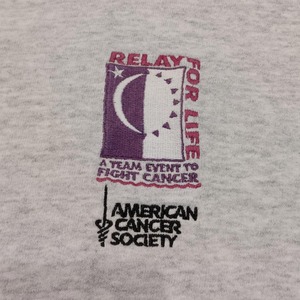 RELAY
FOR LIFE
A TEAM EVENT TO
FIGHT CANCER
AMERICAN
CANCER
SOCIETY